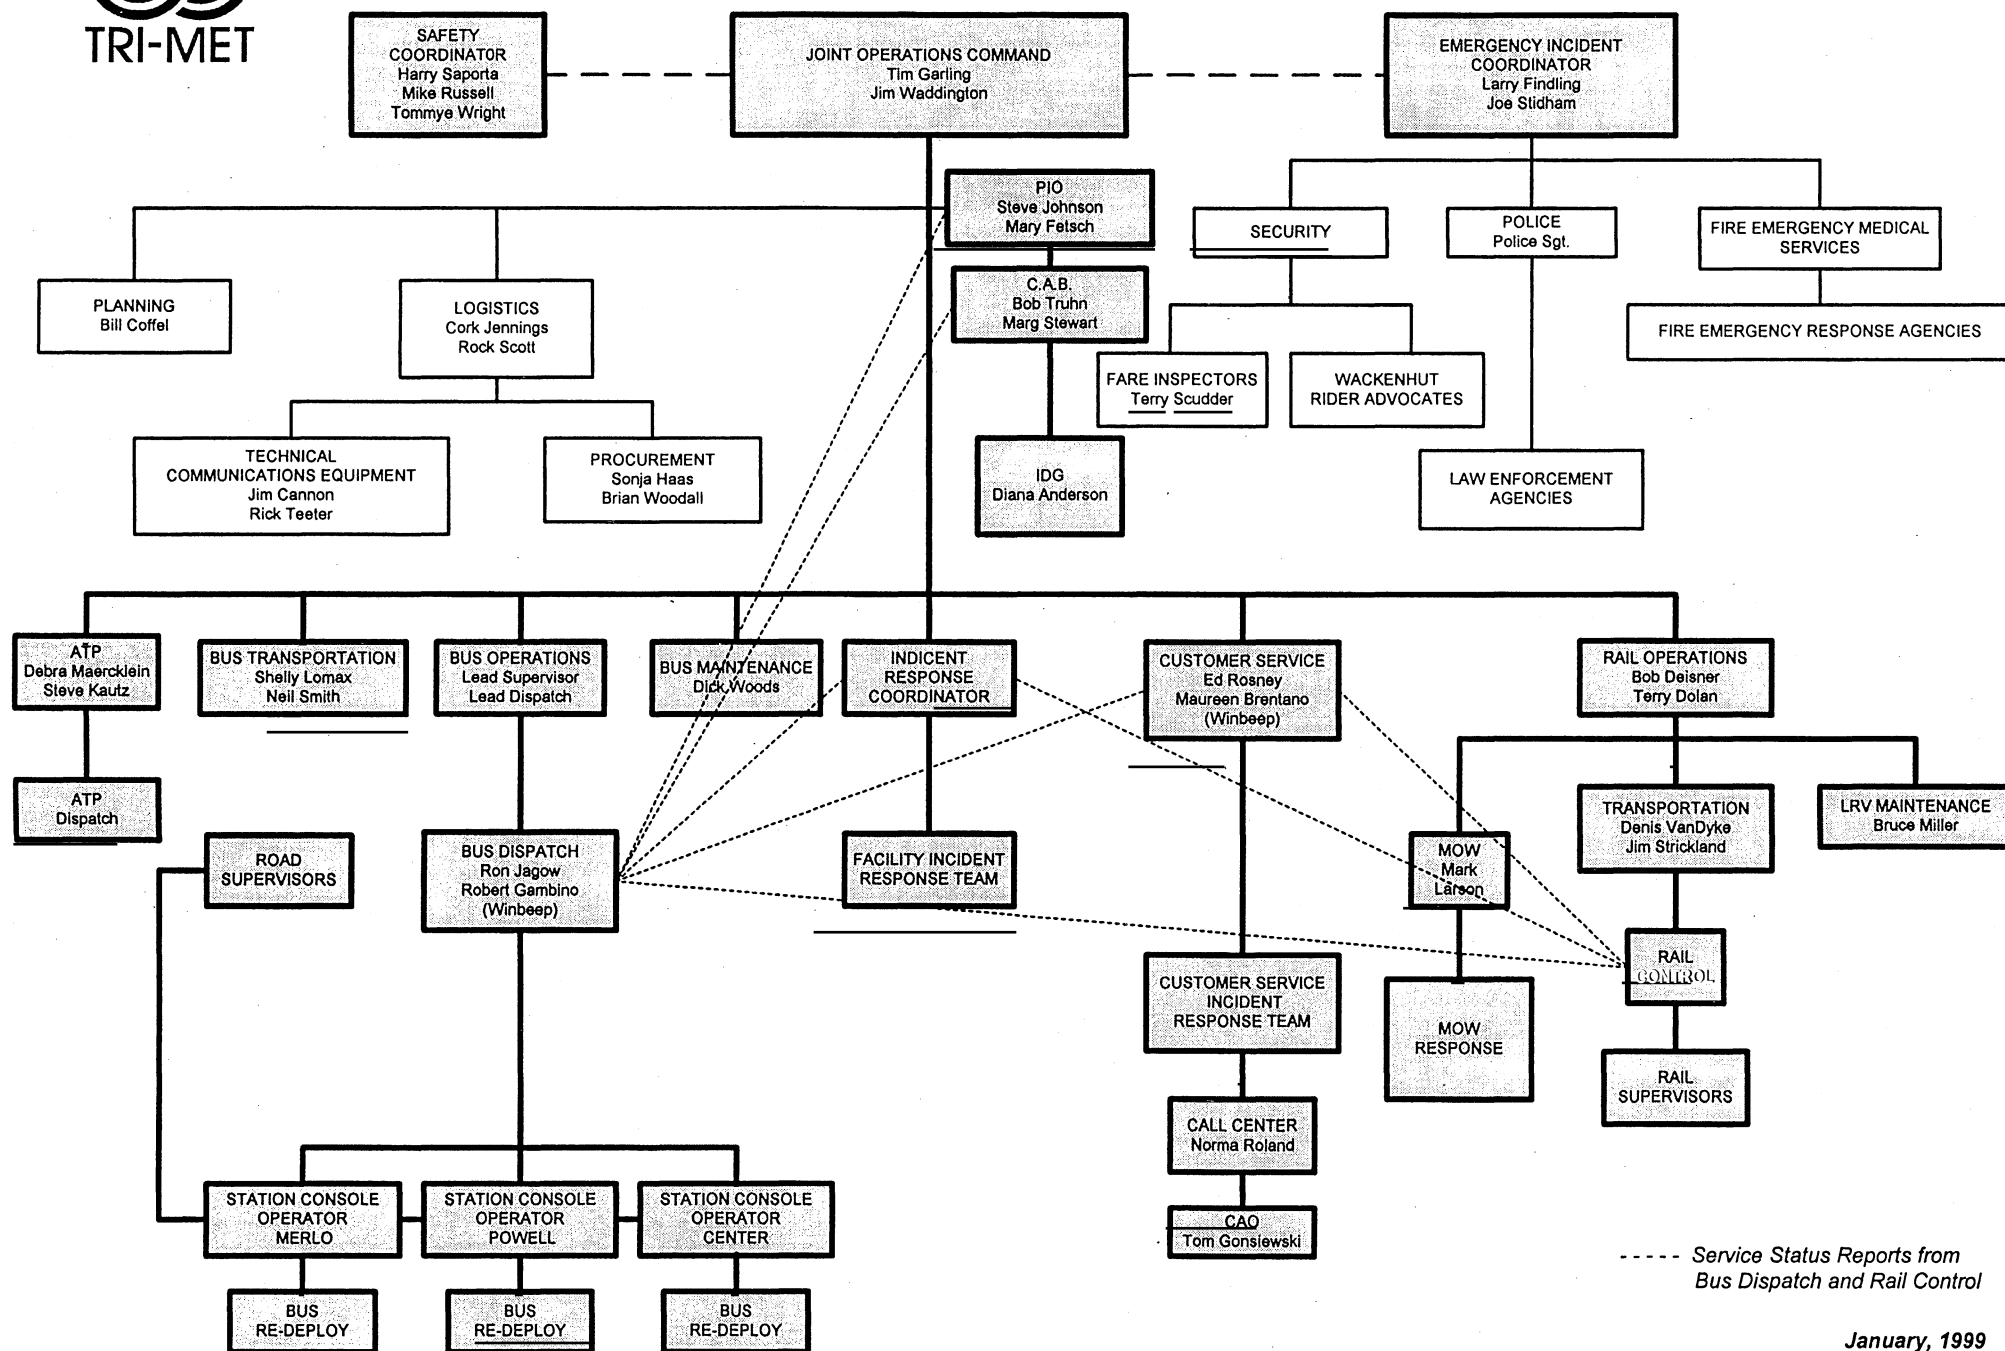 TRI-MET
SAFETY
COORDINATOR
Harry Saporta
Mike Russell
Tommye Wright
JOINT OPERATIONS COMMAND
Tim Garling
Jim Waddington
EMERGENCY INCIDENT
COORDINATOR
Larry Findling
Joe Stidham
PIO
Steve Johnson
Mary Fetsch
SECURITY
POLICE
Police Sgt.
FIRE EMERGENCY MEDICAL
SERVICES
PLANNING
Bill Coffel
LOGISTICS
Cork Jennings
Rock Scott
C.A.B.
Bob Truhn
Marg Stewart
FIRE EMERGENCY RESPONSE AGENCIES
FARE INSPECTORS
Terry Scudder
WACKENHUT
RIDER ADVOCATES
TECHNICAL
COMMUNICATIONS EQUIPMENT
Jim Cannon
Rick Teeter
PROCUREMENT
Sonja Haas
Brian Woodall
IDG
Diana Anderson
LAW ENFORCEMENT
AGENCIES
ATP
Debra Maercklein
Steve Kautz
BUS TRANSPORTATION
Shelly Lomax
Neil Smith
BUS OPERATIONS
Lead Supervisor
Lead Dispatch
BUS MAINTENANCE
Dick Woods
INDICENT
RESPONSE
COORDINATOR
CUSTOMER SERVICE
Ed Rosney
Maureen Brentano
(Winbeep)
RAIL OPERATIONS
Bob Deisner
Terry Dolan
ATP
Dispatch
TRANSPORTATION
Denis VanDyke
Jim Strickland
LRV MAINTENANCE
Bruce Miller
ROAD
SUPERVISORS
BUS DISPATCH
Ron Jagow
Robert Gambino
(Winbeep)
FACILITY INCIDENT
RESPONSE TEAM
MOW
Mark
Larson
RAIL
CONTROL
CUSTOMER SERVICE
INCIDENT
RESPONSE TEAM
MOW
RESPONSE
RAIL
SUPERVISORS
CALL CENTER
Norma Roland
STATION CONSOLE
OPERATOR
MERLO
STATION CONSOLE
OPERATOR
POWELL
STATION CONSOLE
OPERATOR
CENTER
CAO
Tom Gonsiewski
BUS
RE-DEPLOY
BUS
RE-DEPLOY
BUS
RE-DEPLOY
----- Service Status Reports from
Bus Dispatch and Rail Control
January, 1999